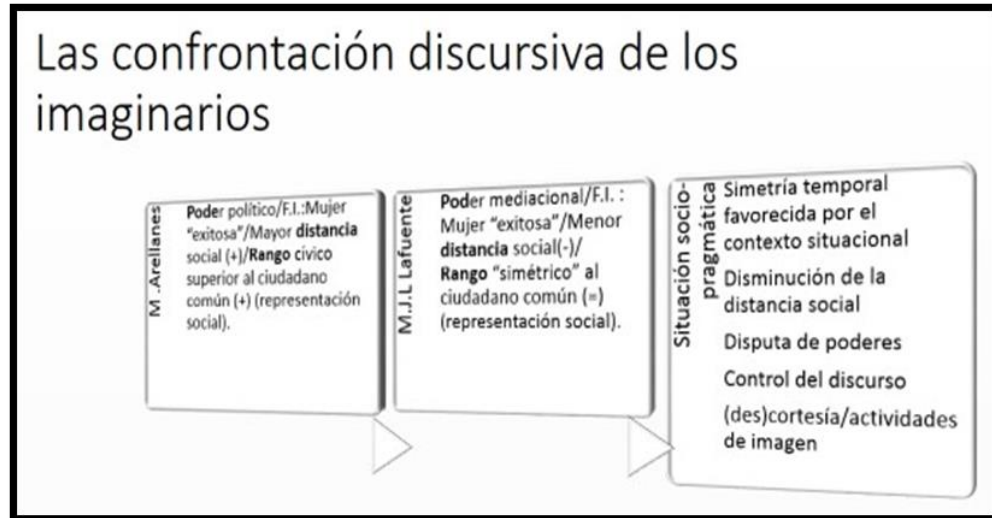 Las confrontación discursiva de los
imaginarios
M .Arellanes
Poder político/F.I.:Mujer
"exitosa"/Mayor distancia
social (+)/Rango cívico
superior al ciudadano
común (+) (representación
social).
M.J.L Lafuente
Poder mediacional/F.I. :
Mujer "exitosa"/Menor
distancia social(-)/
Rango "simétrico" al
ciudadano común (=)
(representación social).
Situación socio-
pragmática
Simetría temporal
favorecida por el
contexto situacional
Disminución de la
distancia social
Disputa de poderes
Control del discurso
(des)cortesía/actividades
de imagen